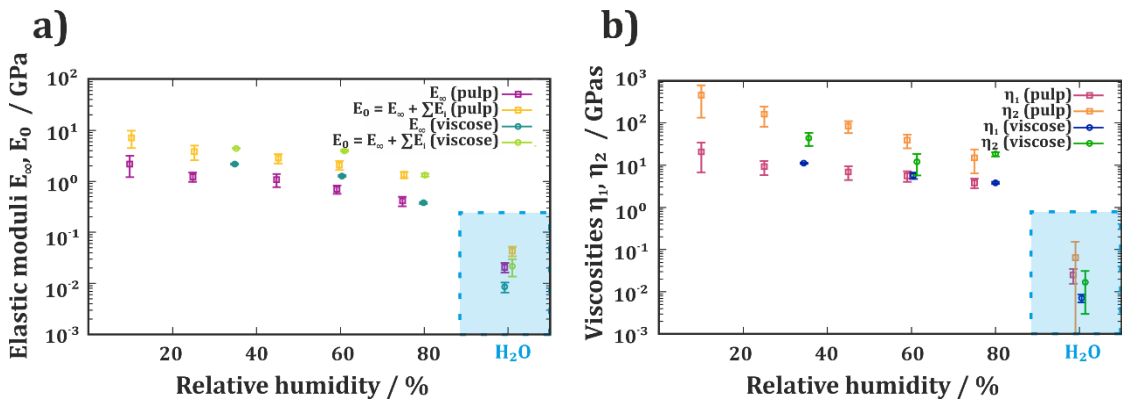 a)
Elastic moduli E∞, E₀ / GPa
10²
10¹
10⁰
10⁻¹
10⁻²
10⁻³
E∞ (pulp)
E₀ = E∞ + ∑Eᵢ (pulp)
E∞ (viscose)
E₀ = E∞ + ∑Eᵢ (viscose)
20
40
60
80
H₂O
Relative humidity / %
b)
Viscosities η₁, η₂ / GPas
10³
10²
10¹
10⁰
10⁻¹
10⁻²
10⁻³
η₁ (pulp)
η₂ (pulp)
η₁ (viscose)
η₂ (viscose)
20
40
60
80
H₂O
Relative humidity / %